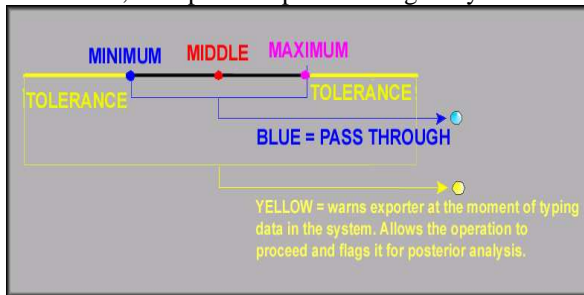 MINIMUM MIDDLE MAXIMUM
TOLERANCE TOLERANCE
BLUE = PASS THROUGH
YELLOW = warns exporter at the moment of typing
data in the system. Allows the operation to
proceed and flags it for posterior analysis.